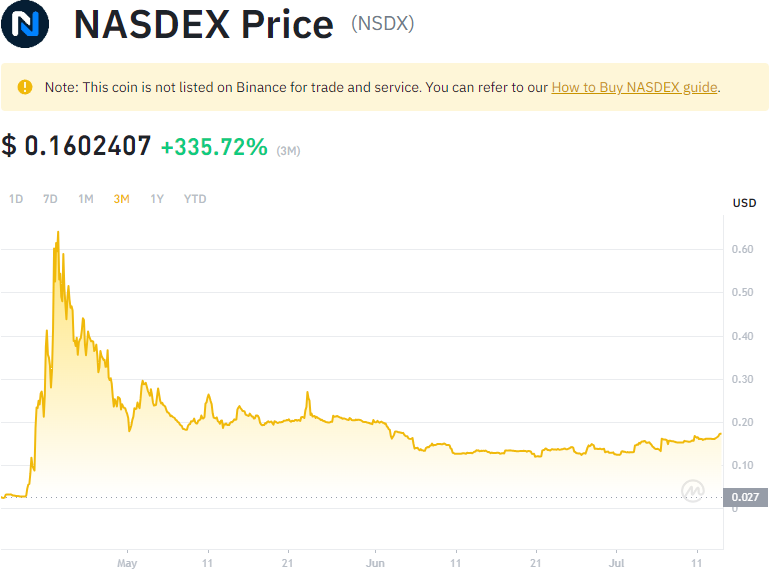 NASDEX Price (NSDX)
Note: This coin is not listed on Binance for trade and service. You can refer to our How to Buy NASDEX guide.
$ 0.1602407 +335.72% (3M)
1D 7D 1M 3M 1Y YTD
USD
0.60
0.50
0.40
0.30
0.20
0.10
0.027
0
May 11 21 Jun 11 21 Jul 11